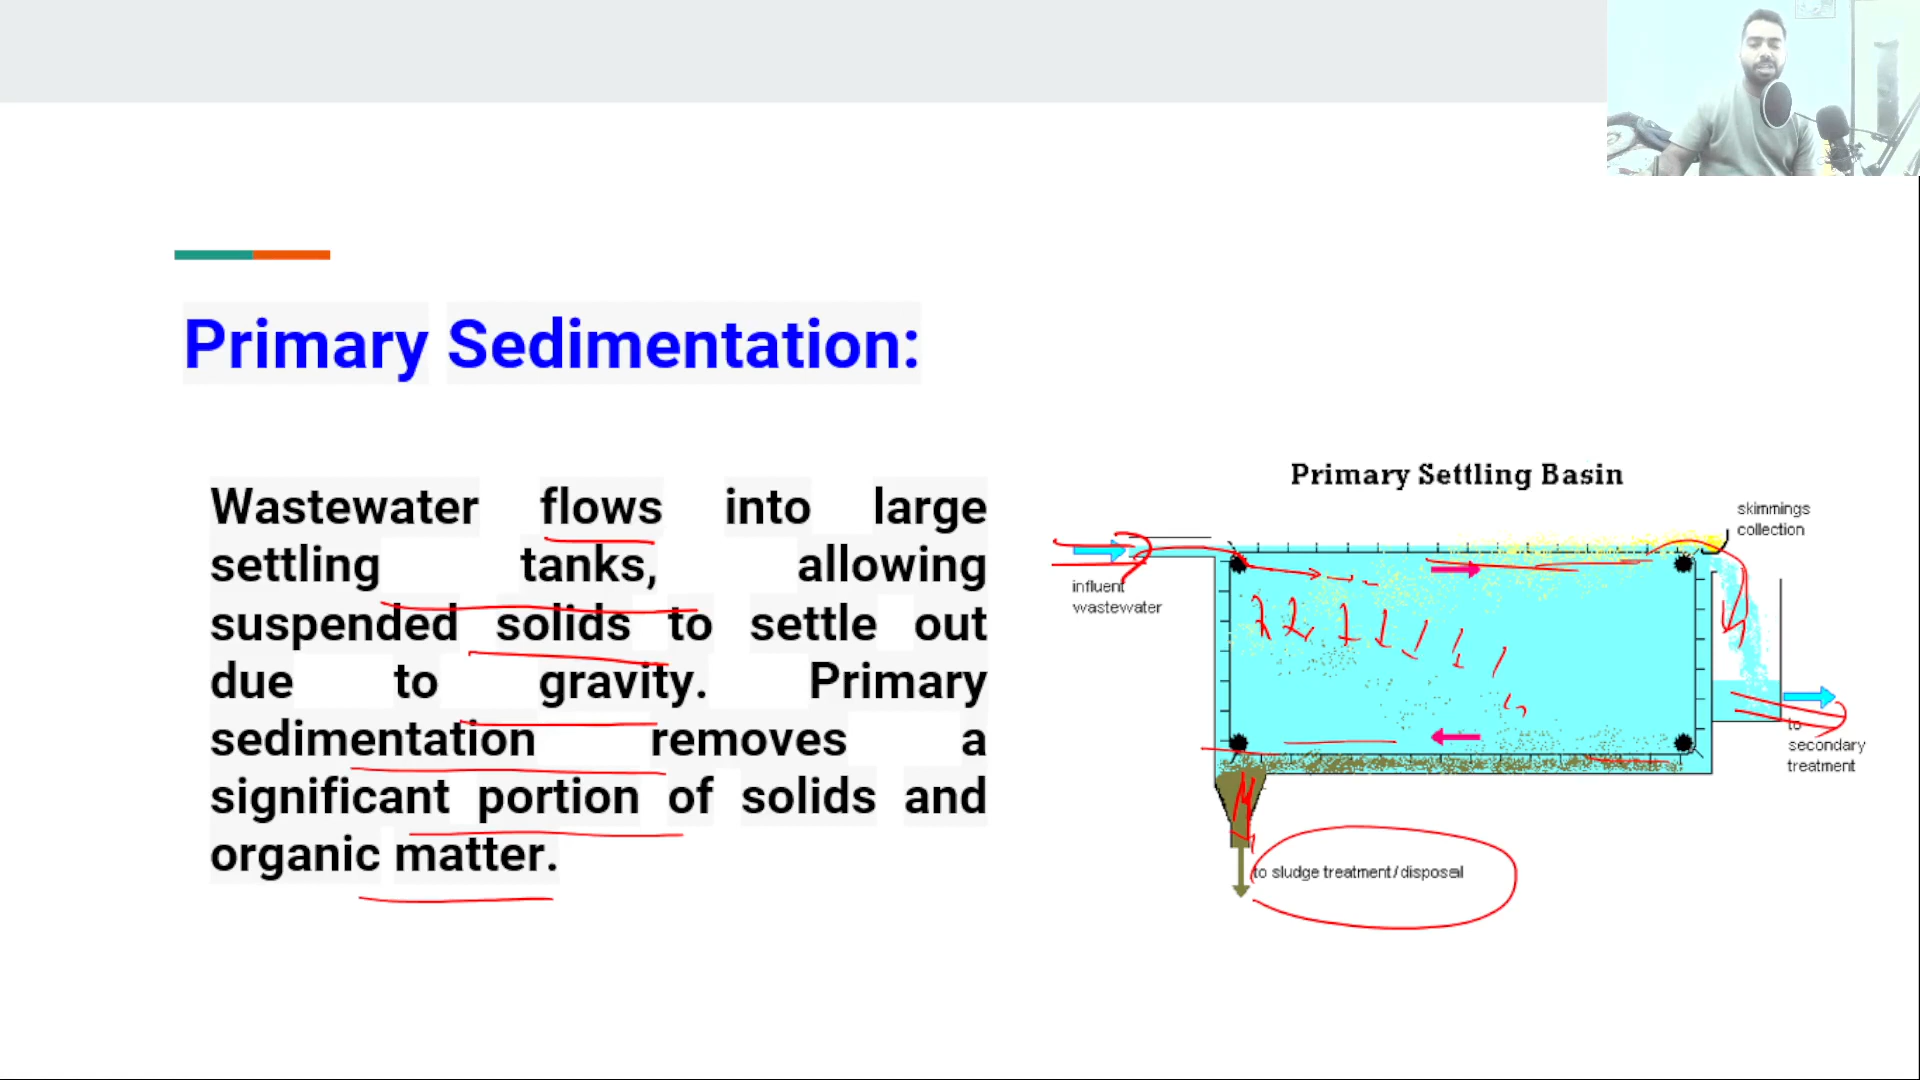 Primary Sedimentation:
Wastewater flows into large
settling tanks, allowing
suspended solids to settle out
due to gravity. Primary
sedimentation removes a
significant portion of solids and
organic matter.
Primary Settling Basin
skimmings
collection
influent
wastewater
to
secondary
treatment
to sludge treatment/disposal